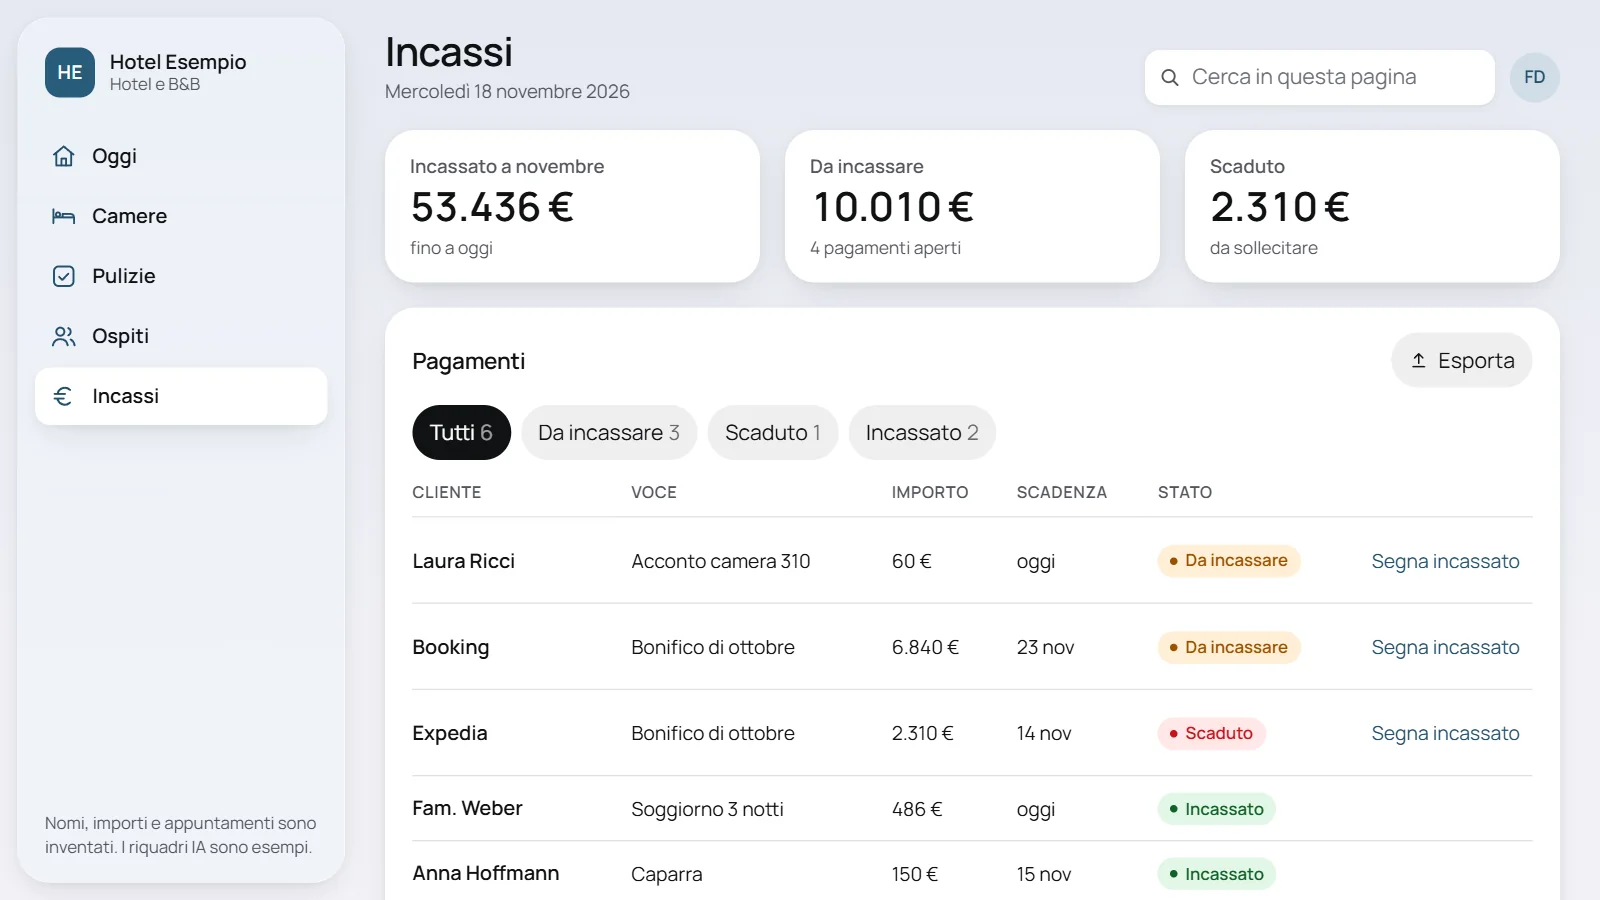 HE
Hotel Esempio
Hotel e B&B
Oggi
Camere
Pulizie
Ospiti
Incassi
Nomi, importi e appuntamenti sono
inventati. I riquadri IA sono esempi.
Incassi
Mercoledì 18 novembre 2026
Cerca in questa pagina
FD
Incassato a novembre
53.436 €
fino a oggi
Da incassare
10.010 €
4 pagamenti aperti
Scaduto
2.310 €
da sollecitare
Pagamenti
Esporta
Tutti 6
Da incassare 3
Scaduto 1
Incassato 2
CLIENTE VOCE IMPORTO SCADENZA STATO
Laura Ricci Acconto camera 310 60 € oggi Da incassare Segna incassato
Booking Bonifico di ottobre 6.840 € 23 nov Da incassare Segna incassato
Expedia Bonifico di ottobre 2.310 € 14 nov Scaduto Segna incassato
Fam. Weber Soggiorno 3 notti 486 € oggi Incassato
Anna Hoffmann Caparra 150 € 15 nov Incassato